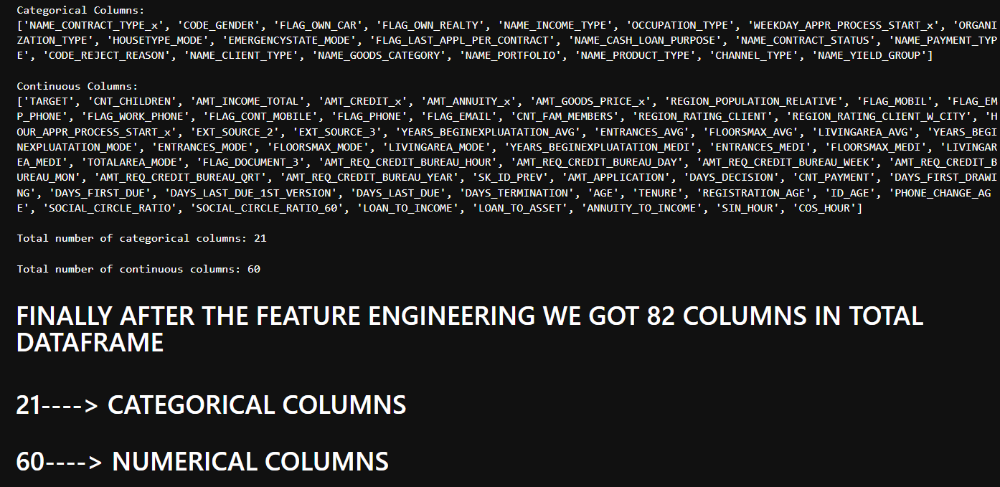 Categorical Columns:
['NAME_CONTRACT_TYPE_x', 'CODE_GENDER', 'FLAG_OWN_CAR', 'FLAG_OWN_REALTY', 'NAME_INCOME_TYPE', 'OCCUPATION_TYPE', 'WEEKDAY_APPR_PROCESS_START_x', 'ORGANI
ZATION_TYPE', 'HOUSETYPE_MODE', 'EMERGENCYSTATE_MODE', 'FLAG_LAST_APPL_PER_CONTRACT', 'NAME_CASH_LOAN_PURPOSE', 'NAME_CONTRACT_STATUS', 'NAME_PAYMENT_TYP
E', 'CODE_REJECT_REASON', 'NAME_CLIENT_TYPE', 'NAME_GOODS_CATEGORY', 'NAME_PORTFOLIO', 'NAME_PRODUCT_TYPE', 'CHANNEL_TYPE', 'NAME_YIELD_GROUP']
Continuous Columns:
['TARGET', 'CNT_CHILDREN', 'AMT_INCOME_TOTAL', 'AMT_CREDIT_x', 'AMT_ANNUITY_x', 'AMT_GOODS_PRICE_x', 'REGION_POPULATION_RELATIVE', 'FLAG_MOBIL', 'FLAG_EM
P_PHONE', 'FLAG_WORK_PHONE', 'FLAG_CONT_MOBILE', 'FLAG_PHONE', 'FLAG_EMAIL', 'CNT_FAM_MEMBERS', 'REGION_RATING_CLIENT', 'REGION_RATING_CLIENT_W_CITY', 'H
OUR_APPR_PROCESS_START_x', 'EXT_SOURCE_2', 'EXT_SOURCE_3', 'YEARS_BEGINEXPLUATATION_AVG', 'ENTRANCES_AVG', 'FLOORSMAX_AVG', 'LIVINGAREA_AVG', 'YEARS_BEGI
NEXPLUATATION_MODE', 'ENTRANCES_MODE', 'FLOORSMAX_MODE', 'LIVINGAREA_MODE', 'YEARS_BEGINEXPLUATATION_MEDI', 'ENTRANCES_MEDI', 'FLOORSMAX_MEDI', 'LIVINGAR
EA_MEDI', 'TOTALAREA_MODE', 'FLAG_DOCUMENT_3', 'AMT_REQ_CREDIT_BUREAU_HOUR', 'AMT_REQ_CREDIT_BUREAU_DAY', 'AMT_REQ_CREDIT_BUREAU_WEEK', 'AMT_REQ_CREDIT_B
UREAU_MON', 'AMT_REQ_CREDIT_BUREAU_QRT', 'AMT_REQ_CREDIT_BUREAU_YEAR', 'SK_ID_PREV', 'AMT_APPLICATION', 'DAYS_DECISION', 'CNT_PAYMENT', 'DAYS_FIRST_DRAWI
NG', 'DAYS_FIRST_DUE', 'DAYS_LAST_DUE_1ST_VERSION', 'DAYS_LAST_DUE', 'DAYS_TERMINATION', 'AGE', 'TENURE', 'REGISTRATION_AGE', 'ID_AGE', 'PHONE_CHANGE_AG
E', 'SOCIAL_CIRCLE_RATIO', 'SOCIAL_CIRCLE_RATIO_60', 'LOAN_TO_INCOME', 'LOAN_TO_ASSET', 'ANNUITY_TO_INCOME', 'SIN_HOUR', 'COS_HOUR']
Total number of categorical columns: 21
Total number of continuous columns: 60
FINALLY AFTER THE FEATURE ENGINEERING WE GOT 82 COLUMNS IN TOTAL
DATAFRAME
21----> CATEGORICAL COLUMNS
60----> NUMERICAL COLUMNS